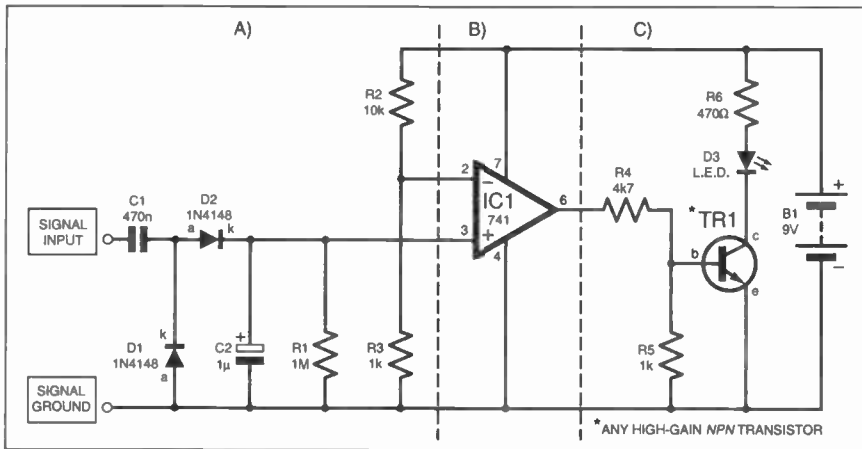 A)
B)
C)
R2
10k
R6
470Ω
D3
L.E.D.
7
2
−
IC1
741
6
3
+
4
R4
4k7
*TR1
c
b
e
+
B1
9V
−
C1
470n
D2
1N4148
a
k
SIGNAL
INPUT
k
D1
1N4148
a
+
C2
1µ
R1
1M
R3
1k
R5
1k
SIGNAL
GROUND
*ANY HIGH-GAIN NPN TRANSISTOR